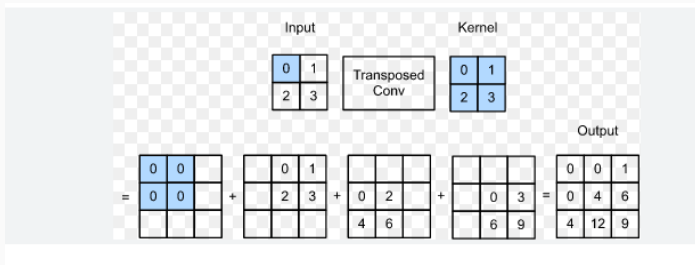 Input Kernel
0 1 Transposed 0 1
2 3 Conv 2 3
Output
0 0 0 1 0 0 1
= 0 0 + 2 3 + 0 2 + 0 3 = 0 4 6
4 6 6 9 4 12 9